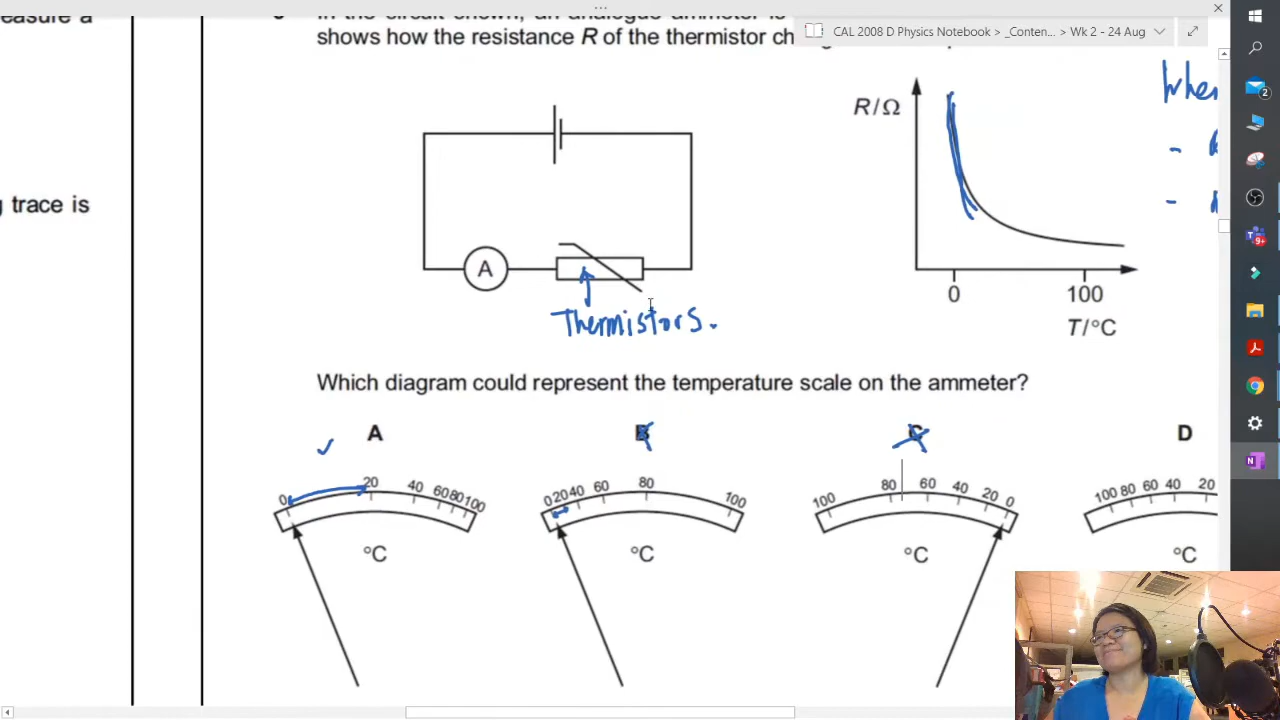 easure a
In the circuit shown, an analogue ammeter is
CAL 2008 D Physics Notebook > _Conten... > Wk 2 - 24 Aug
shows how the resistance R of the thermistor ch
When
R/Ω
g trace is
A
0 100
T/°C
Thermistors.
Which diagram could represent the temperature scale on the ammeter?
A B C D
0 20 40 60 80 100
0 20 40 60 80 100
100 80 60 40 20 0
100 80 60 40 20
°C °C °C °C
2
9+